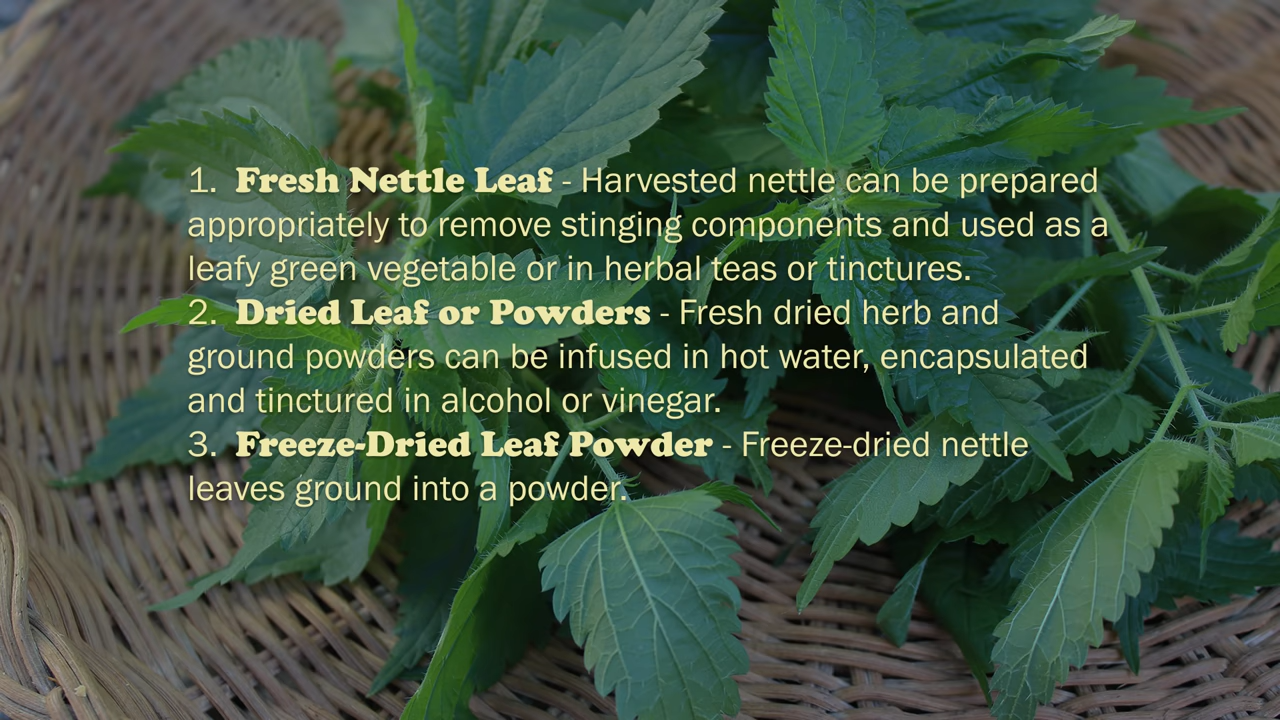 1. Fresh Nettle Leaf - Harvested nettle can be prepared
appropriately to remove stinging components and used as a
leafy green vegetable or in herbal teas or tinctures.
2. Dried Leaf or Powders - Fresh dried herb and
ground powders can be infused in hot water, encapsulated
and tinctured in alcohol or vinegar.
3. Freeze-Dried Leaf Powder - Freeze-dried nettle
leaves ground into a powder.